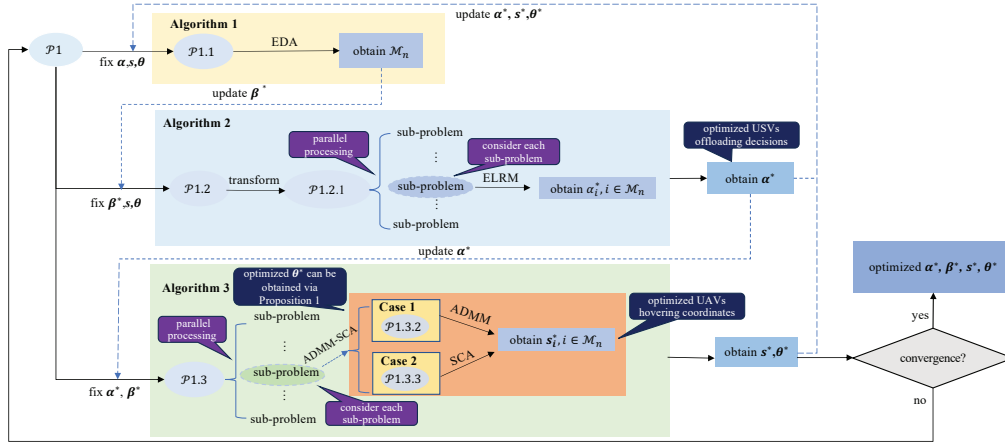 update α*, s*,θ*
Algorithm 1
𝒫1
fix α,s,θ
𝒫1.1
EDA
obtain ℳₙ
update β*
Algorithm 2
parallel
processing
sub-problem
⋮
consider each
sub-problem
optimized USVs
offloading decisions
fix β*,s,θ
𝒫1.2
transform
𝒫1.2.1
sub-problem
ELRM
obtain αᵢ*, i ∈ ℳₙ
obtain α*
...
sub-problem
update α*
Algorithm 3
optimized θ* can be
obtained via
Proposition 1
parallel
processing
sub-problem
⋮
ADMM-SCA
Case 1
𝒫1.3.2
ADMM
optimized UAVs
hovering coordinates
optimized α*, β*, s*, θ*
yes
fix α*, β*
𝒫1.3
sub-problem
Case 2
𝒫1.3.3
SCA
obtain sᵢ*, i ∈ ℳₙ
obtain s*,θ*
convergence?
⋮
consider each
sub-problem
sub-problem
no